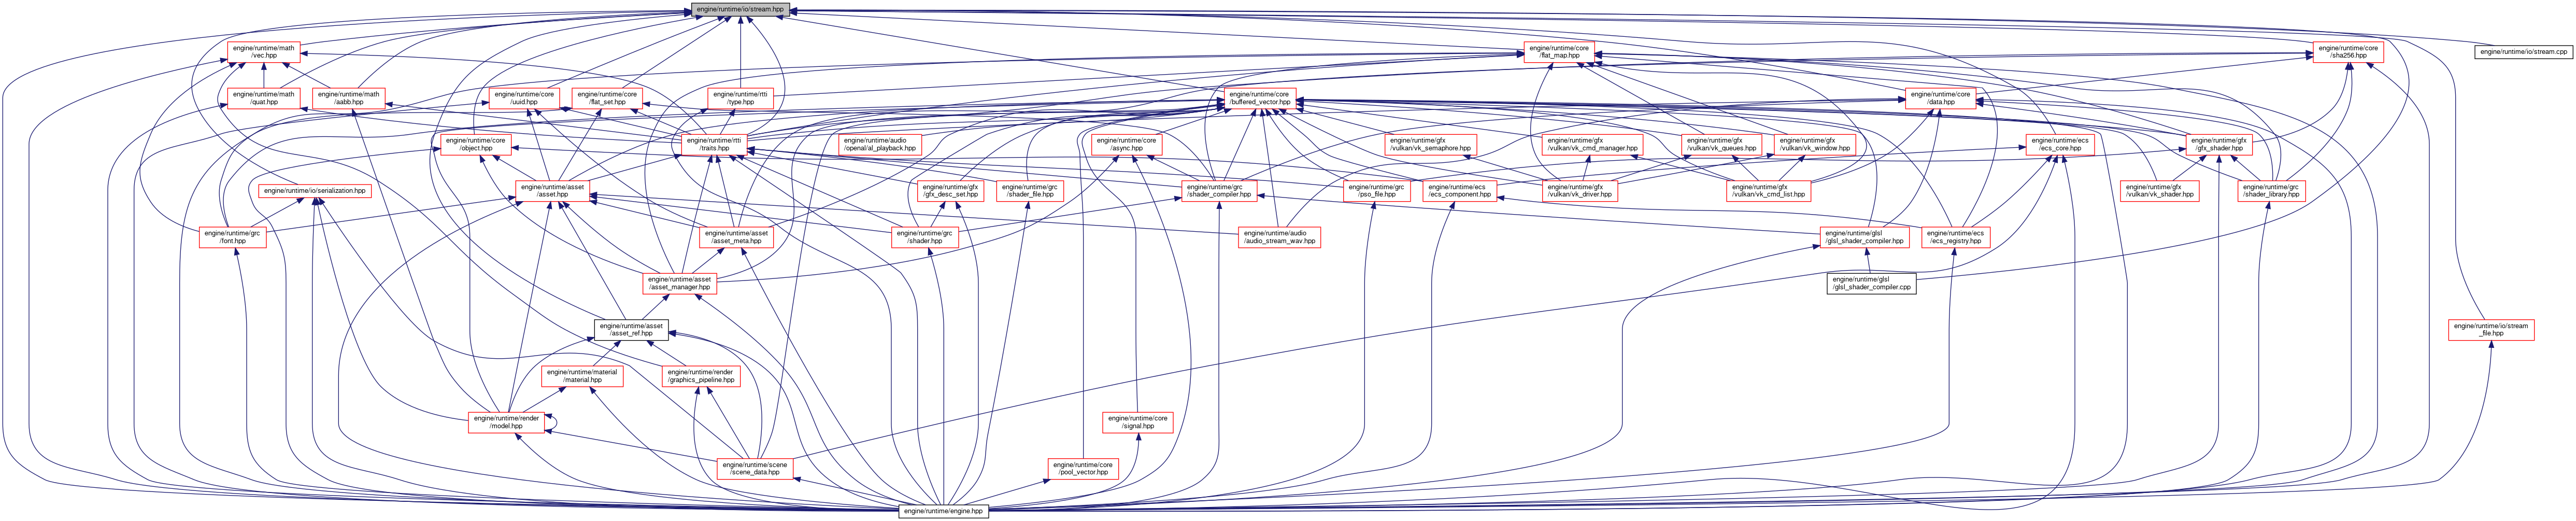 engine/runtime/io/stream.hpp
engine/runtime/math
/vec.hpp
engine/runtime/core
/flat_map.hpp
engine/runtime/core
/sha256.hpp
engine/runtime/io/stream.cpp
engine/runtime/math
/quat.hpp
engine/runtime/math
/aabb.hpp
engine/runtime/core
/uuid.hpp
engine/runtime/core
/flat_set.hpp
engine/runtime/rtti
/type.hpp
engine/runtime/core
/buffered_vector.hpp
engine/runtime/core
/data.hpp
engine/runtime/core
/object.hpp
engine/runtime/rtti
/traits.hpp
engine/runtime/audio
/openal/al_playback.hpp
engine/runtime/core
/async.hpp
engine/runtime/gfx
/vulkan/vk_semaphore.hpp
engine/runtime/gfx
/vulkan/vk_cmd_manager.hpp
engine/runtime/gfx
/vulkan/vk_queues.hpp
engine/runtime/gfx
/vulkan/vk_window.hpp
engine/runtime/ecs
/ecs_core.hpp
engine/runtime/gfx
/gfx_shader.hpp
engine/runtime/io/serialization.hpp
engine/runtime/asset
/asset.hpp
engine/runtime/gfx
/gfx_desc_set.hpp
engine/runtime/grc
/shader_file.hpp
engine/runtime/grc
/shader_compiler.hpp
engine/runtime/grc
/pso_file.hpp
engine/runtime/ecs
/ecs_component.hpp
engine/runtime/gfx
/vulkan/vk_driver.hpp
engine/runtime/gfx
/vulkan/vk_cmd_list.hpp
engine/runtime/gfx
/vulkan/vk_shader.hpp
engine/runtime/grc
/shader_library.hpp
engine/runtime/grc
/font.hpp
engine/runtime/asset
/asset_meta.hpp
engine/runtime/grc
/shader.hpp
engine/runtime/audio
/audio_stream_wav.hpp
engine/runtime/glsl
/glsl_shader_compiler.hpp
engine/runtime/ecs
/ecs_registry.hpp
engine/runtime/asset
/asset_manager.hpp
engine/runtime/glsl
/glsl_shader_compiler.cpp
engine/runtime/asset
/asset_ref.hpp
engine/runtime/io/stream
_file.hpp
engine/runtime/material
/material.hpp
engine/runtime/render
/graphics_pipeline.hpp
engine/runtime/render
/model.hpp
engine/runtime/core
/signal.hpp
engine/runtime/scene
/scene_data.hpp
engine/runtime/core
/pool_vector.hpp
engine/runtime/engine.hpp